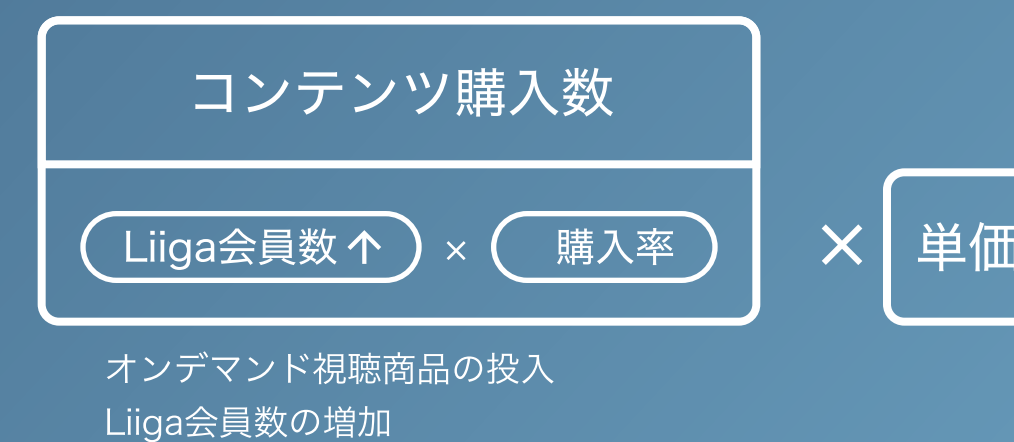 コンテンツ購入数
Liiga会員数↑ × 購入率
× 単価
オンデマンド視聴商品の投入
Liiga会員数の増加